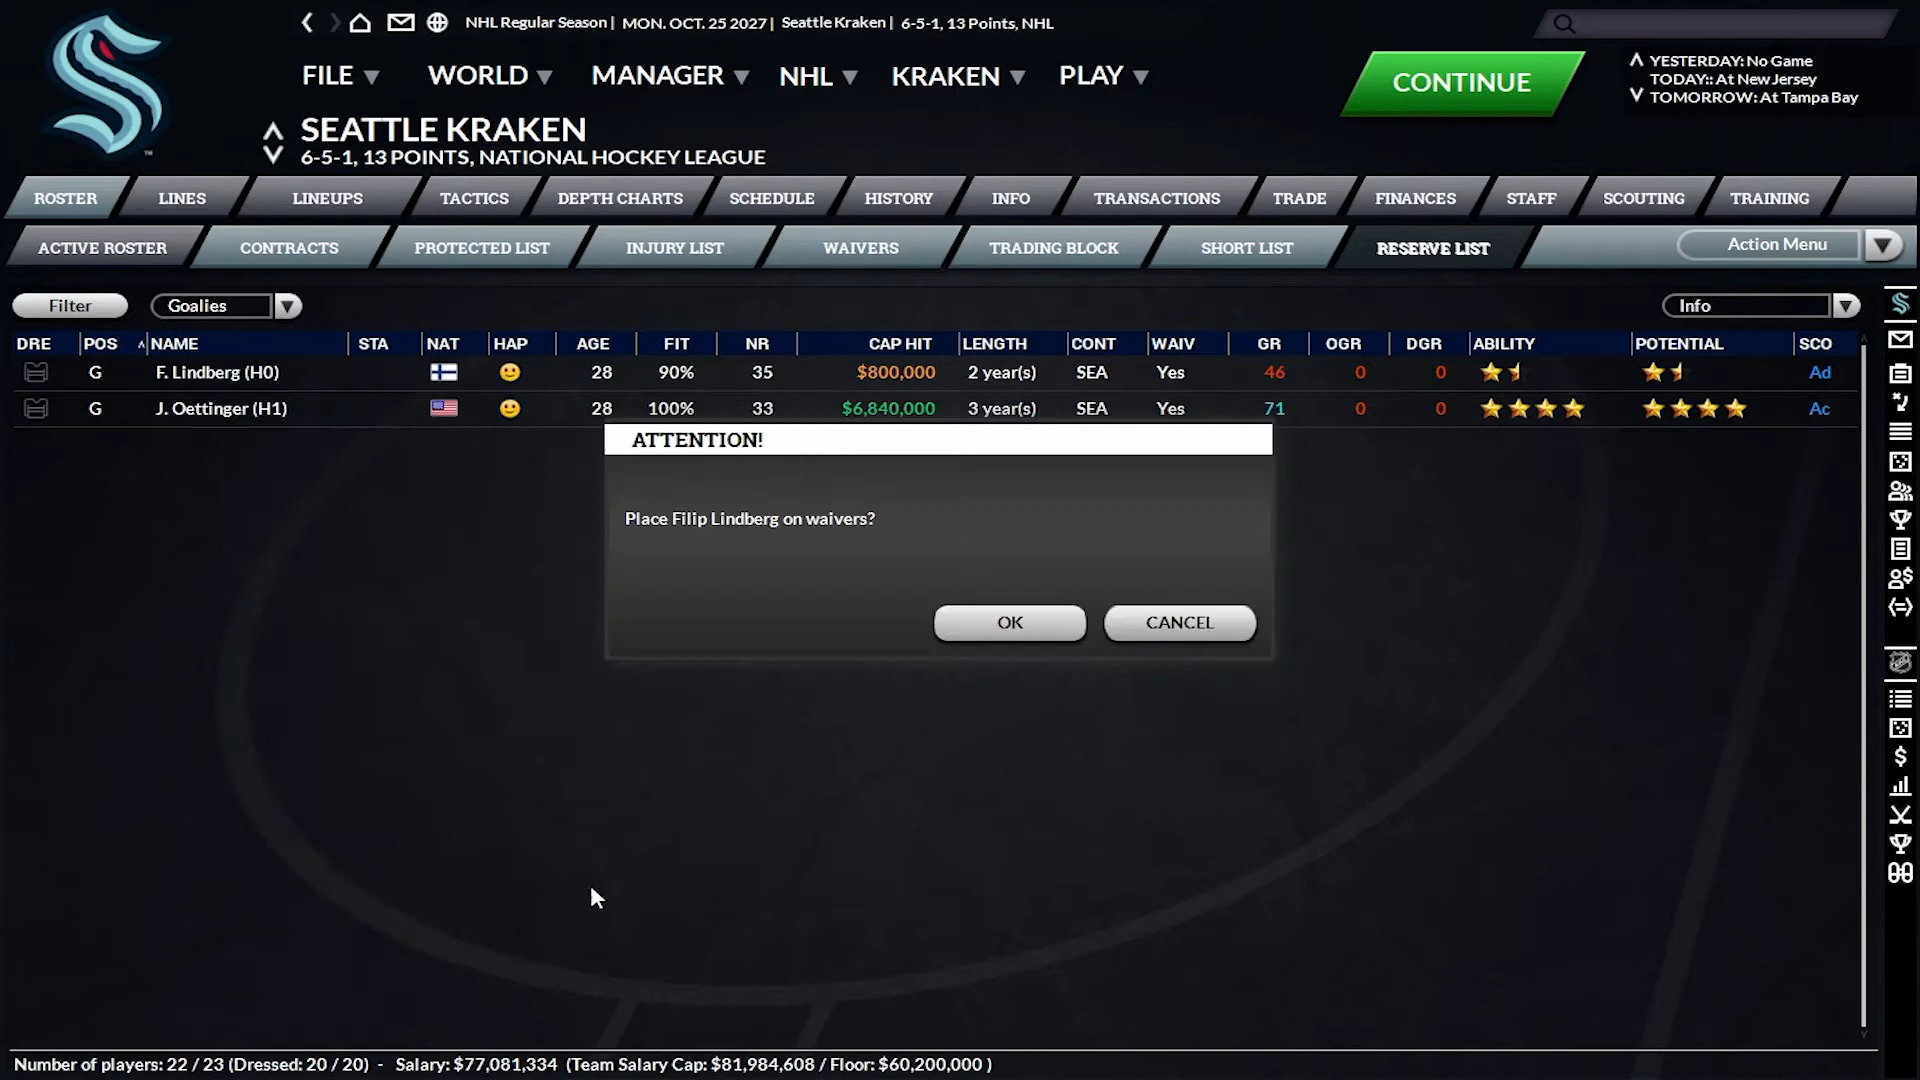 NHL Regular Season | MON. OCT. 25 2027 | Seattle Kraken | 6-5-1, 13 Points, NHL
FILE WORLD MANAGER NHL KRAKEN PLAY
CONTINUE
YESTERDAY: No Game
TODAY:: At New Jersey
TOMORROW: At Tampa Bay
SEATTLE KRAKEN
6-5-1, 13 POINTS, NATIONAL HOCKEY LEAGUE
ROSTER LINES LINEUPS TACTICS DEPTH CHARTS SCHEDULE HISTORY INFO TRANSACTIONS TRADE FINANCES STAFF SCOUTING TRAINING
ACTIVE ROSTER CONTRACTS PROTECTED LIST INJURY LIST WAIVERS TRADING BLOCK SHORT LIST RESERVE LIST Action Menu
Filter Goalies Info
DRE POS NAME STA NAT HAP AGE FIT NR CAP HIT LENGTH CONT WAIV GR OGR DGR ABILITY POTENTIAL SCO
G F. Lindberg (H0) 28 90% 35 $800,000 2 year(s) SEA Yes 46 0 0 Ad
G J. Oettinger (H1) 28 100% 33 $6,840,000 3 year(s) SEA Yes 71 0 0 Ac
ATTENTION!
Place Filip Lindberg on waivers?
OK CANCEL
Number of players: 22 / 23 (Dressed: 20 / 20) - Salary: $77,081,334 (Team Salary Cap: $81,984,608 / Floor: $60,200,000 )